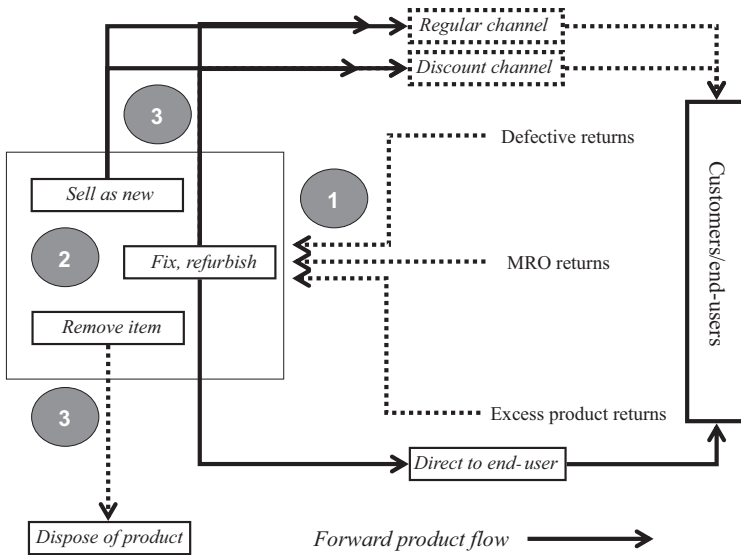 Regular channel
Discount channel
3
Defective returns
Sell as new
1
Customers/end-users
2
Fix, refurbish
MRO returns
Remove item
3
Excess product returns
Direct to end-user
Dispose of product
Forward product flow